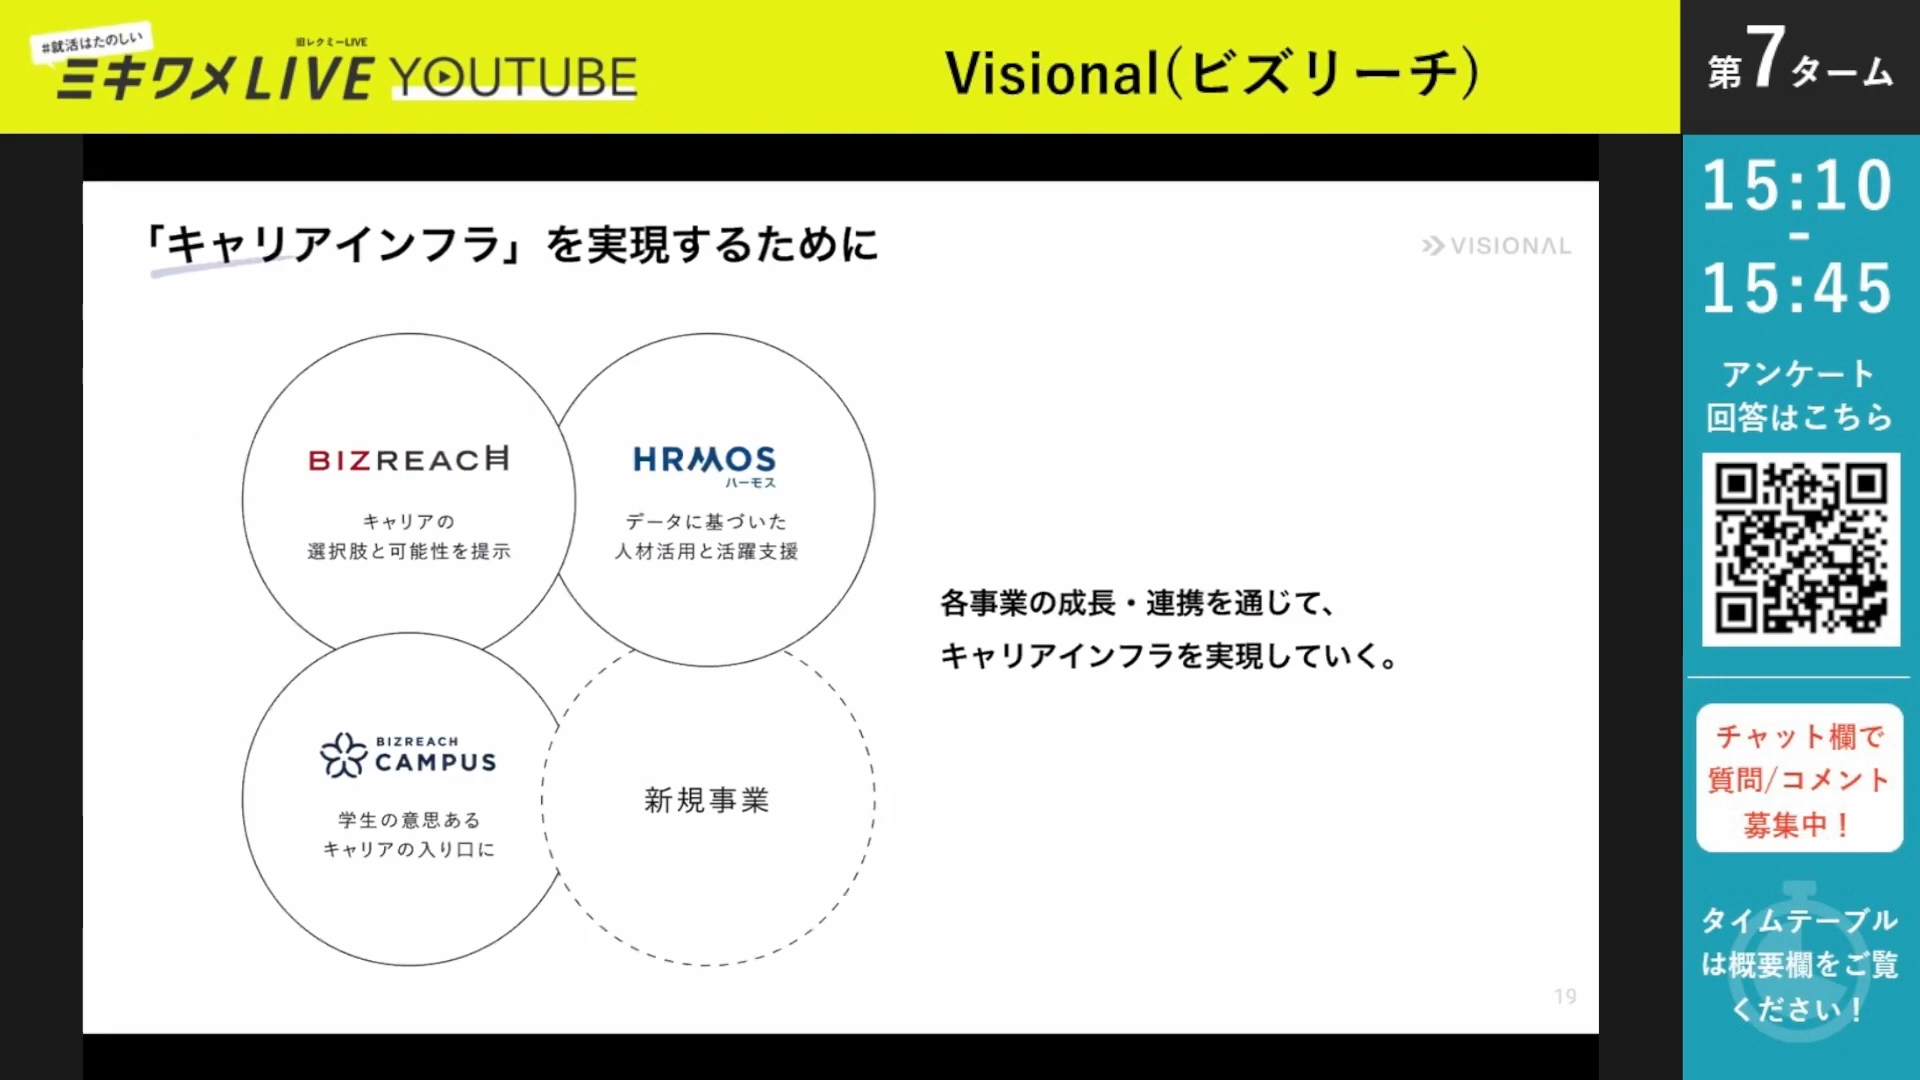 #就活はたのしい
旧レクミーLIVE
ミキワメLIVE YOUTUBE
Visional(ビズリーチ)
第7ターム
「キャリアインフラ」を実現するために
VISIONAL
BIZREACH
キャリアの
選択肢と可能性を提示
HRMOS
ハーモス
データに基づいた
人材活用と活躍支援
BIZREACH
CAMPUS
学生の意思ある
キャリアの入り口に
新規事業
各事業の成長・連携を通じて、
キャリアインフラを実現していく。
19
15:10
-
15:45
アンケート
回答はこちら
チャット欄で
質問/コメント
募集中！
タイムテーブル
は概要欄をご覧
ください！